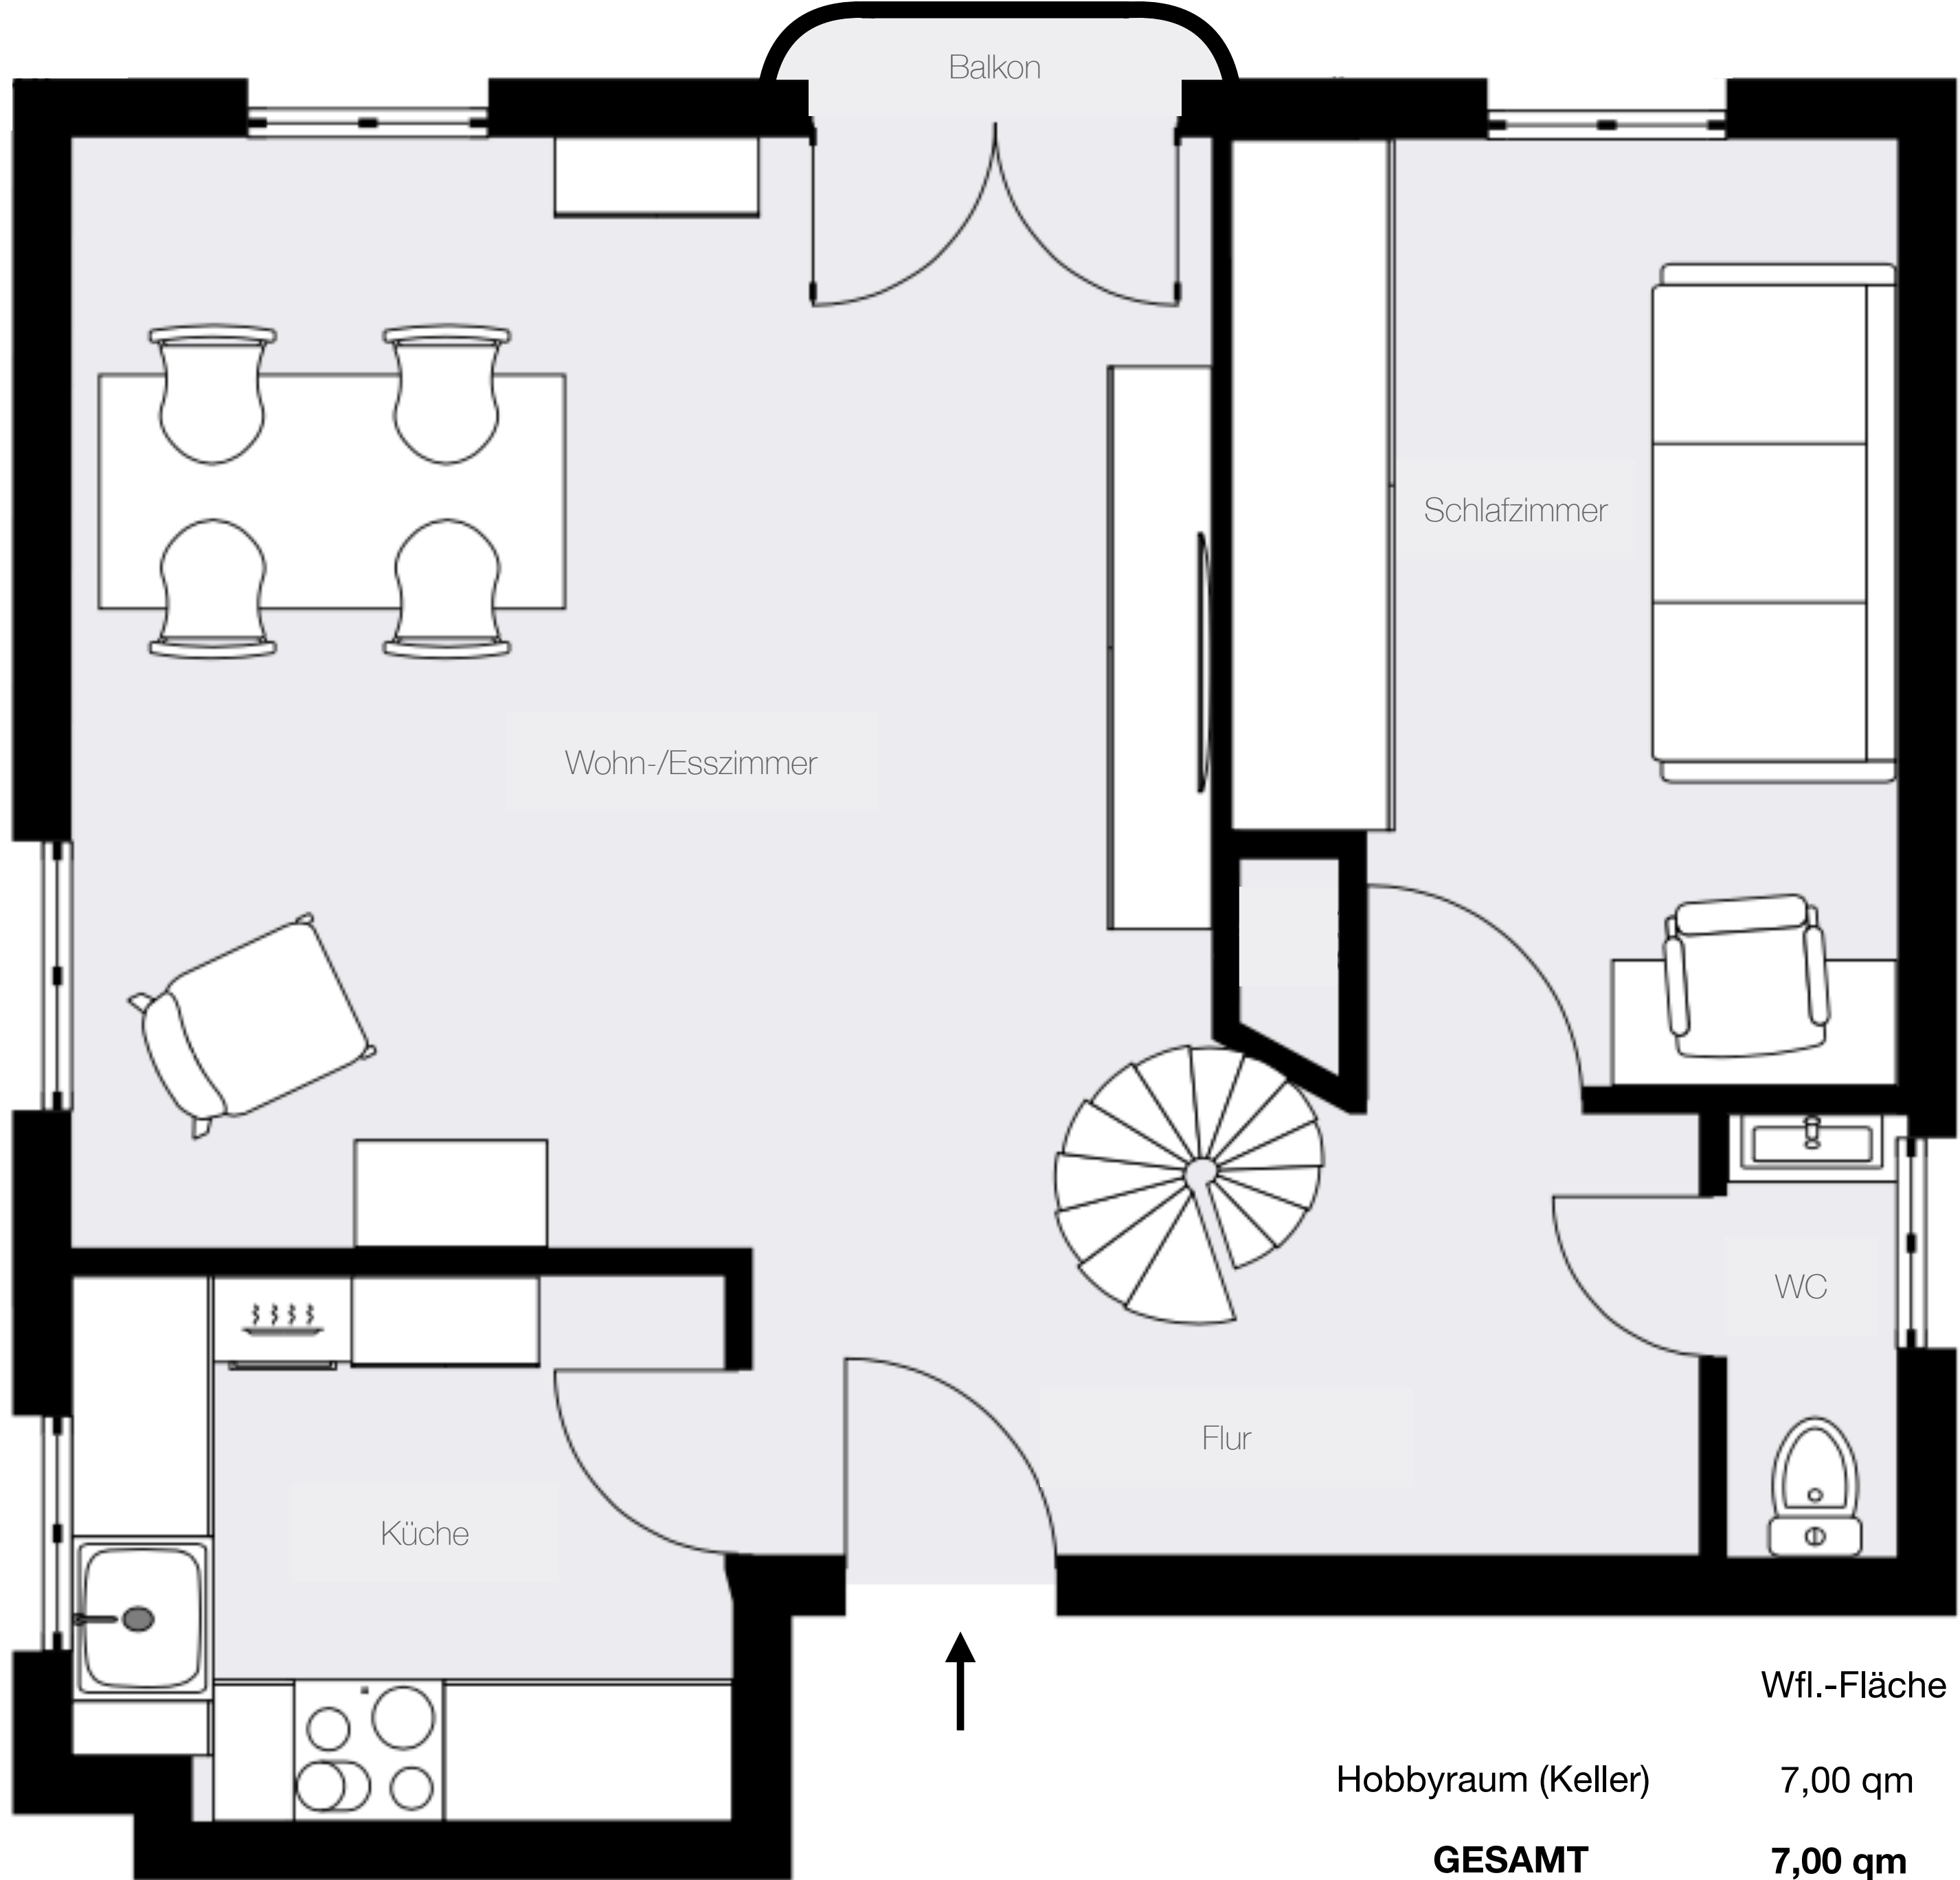 Balkon
Schlafzimmer
Wohn-/Esszimmer
WC
Flur
Küche
Wfl.-Fläche
Hobbyraum (Keller) 7,00 qm
GESAMT 7,00 qm